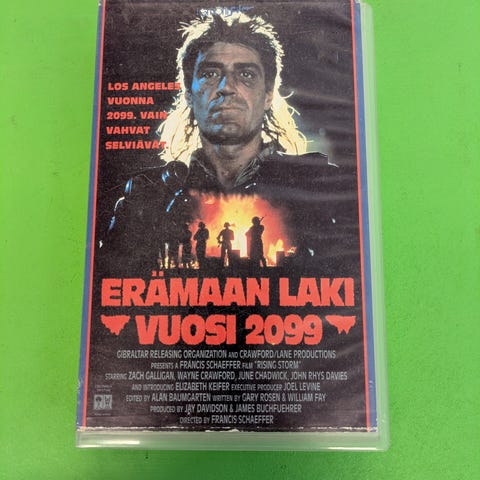 LOS ANGELES
VUONNA
2099. VAIN
VAHVAT
SELVIÄVÄT.
ERÄMAAN LAKI
VUOSI 2099
GIBRALTAR RELEASING ORGANIZATION AND CRAWFORD/LANE PRODUCTIONS
PRESENTS A FRANCIS SCHAEFFER FILM "RISING STORM"
STARRING ZACH GALLIGAN, WAYNE CRAWFORD, JUNE CHADWICK, JOHN RHYS DAVIES
AND INTRODUCING ELIZABETH KEIFER EXECUTIVE PRODUCER JOEL LEVINE
EDITED BY ALAN BAUMGARTEN WRITTEN BY GARY ROSEN & WILLIAM FAY
PRODUCED BY JAY DAVIDSON & JAMES BUCHFUEHRER
DIRECTED BY FRANCIS SCHAEFFER